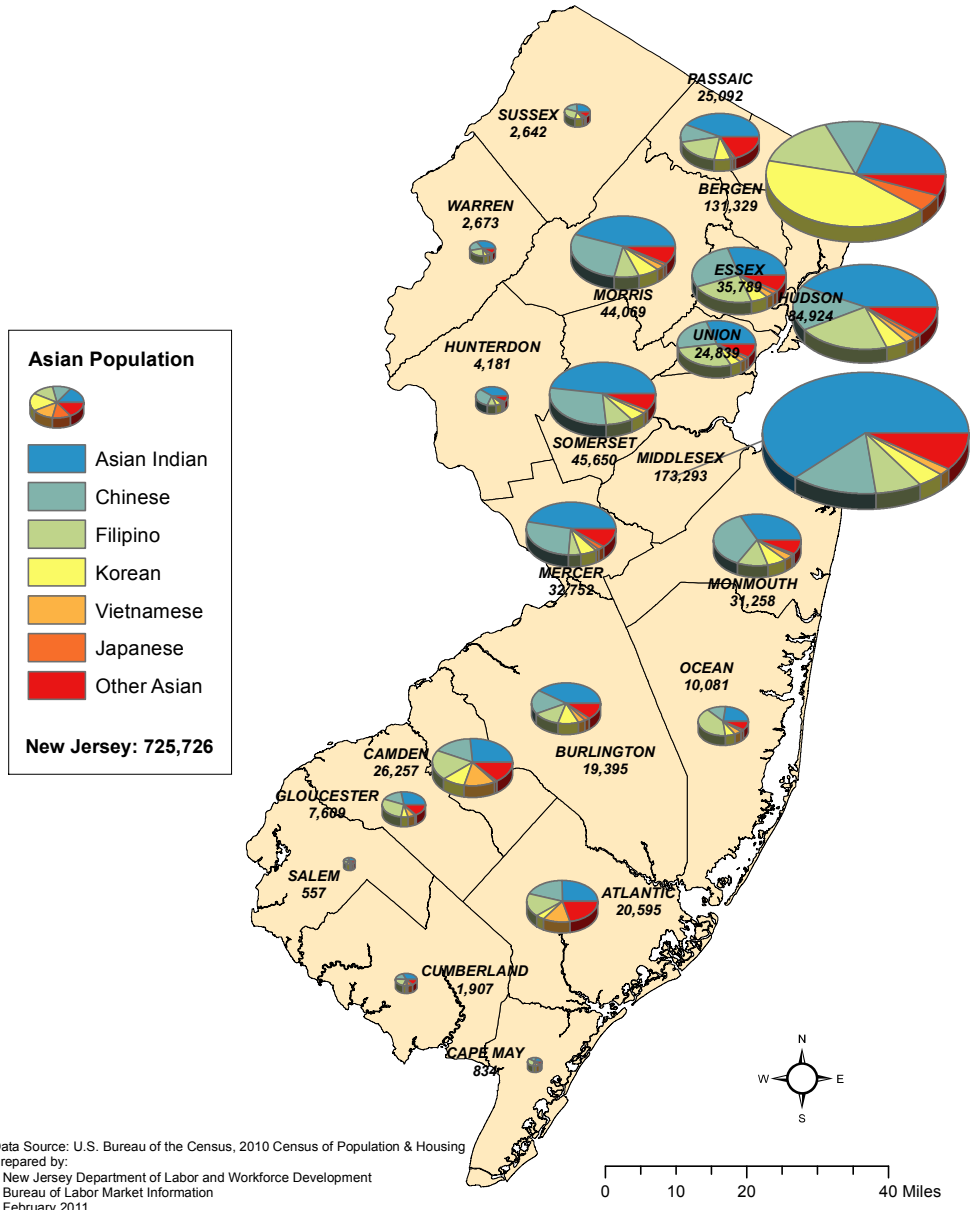 PASSAIC
25,092
SUSSEX
2,642
BERGEN
131,329
WARREN
2,673
ESSEX
35,789
MORRIS
44,069
HUDSON
84,924
UNION
24,839
HUNTERDON
4,181
SOMERSET
45,650
MIDDLESEX
173,293
MERCER
32,752
MONMOUTH
31,258
OCEAN
10,081
BURLINGTON
19,395
CAMDEN
26,257
GLOUCESTER
7,609
SALEM
557
ATLANTIC
20,595
CUMBERLAND
1,907
CAPE MAY
834
Asian Population
Asian Indian
Chinese
Filipino
Korean
Vietnamese
Japanese
Other Asian
New Jersey: 725,726
N
W E
S
ata Source: U.S. Bureau of the Census, 2010 Census of Population & Housing
repared by:
New Jersey Department of Labor and Workforce Development
Bureau of Labor Market Information
February 2011
0 10 20 40 Miles